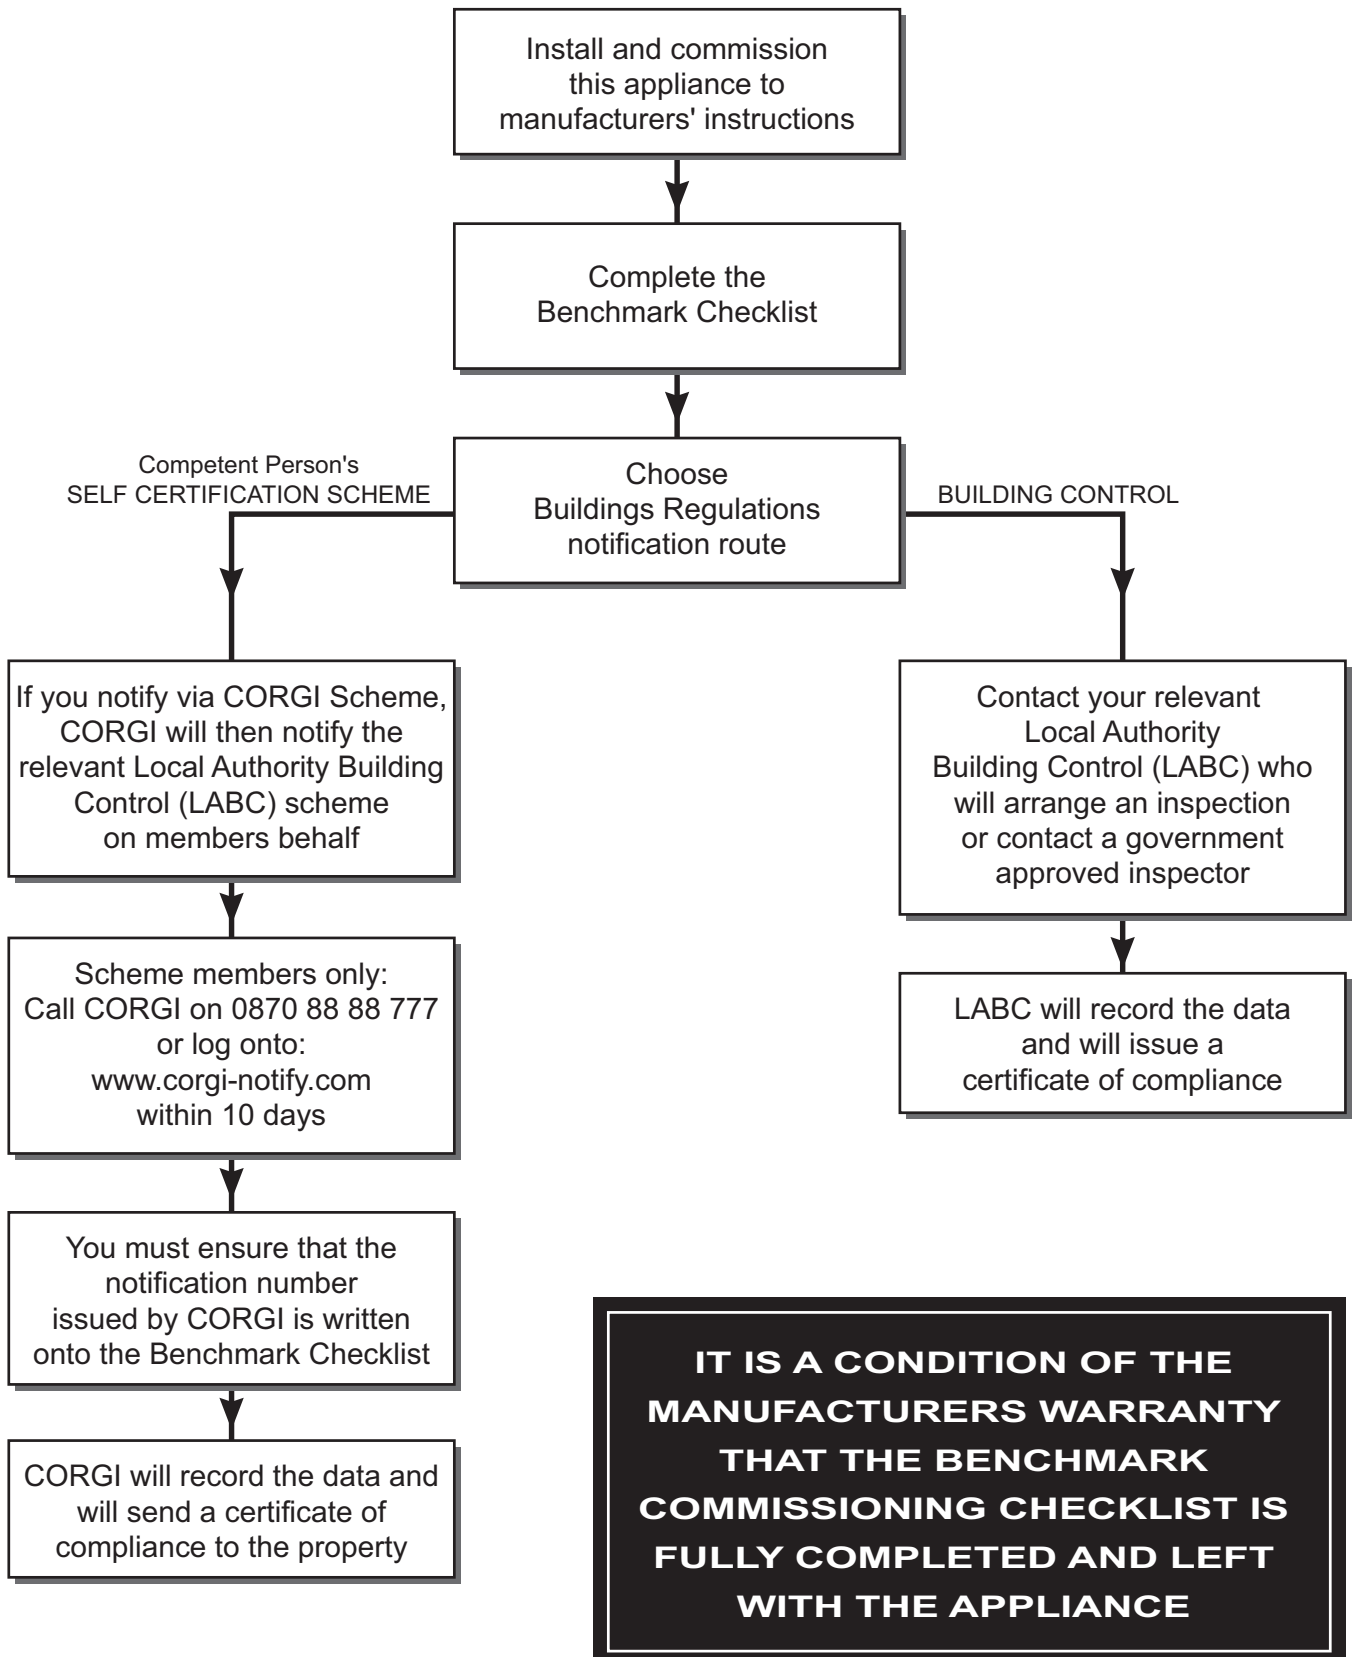 Install and commission
this appliance to
manufacturers' instructions
Complete the
Benchmark Checklist
Choose
Buildings Regulations
notification route
Competent Person's
SELF CERTIFICATION SCHEME
BUILDING CONTROL
If you notify via CORGI Scheme,
CORGI will then notify the
relevant Local Authority Building
Control (LABC) scheme
on members behalf
Scheme members only:
Call CORGI on 0870 88 88 777
or log onto:
www.corgi-notify.com
within 10 days
You must ensure that the
notification number
issued by CORGI is written
onto the Benchmark Checklist
CORGI will record the data and
will send a certificate of
compliance to the property
Contact your relevant
Local Authority
Building Control (LABC) who
will arrange an inspection
or contact a government
approved inspector
LABC will record the data
and will issue a
certificate of compliance
IT IS A CONDITION OF THE
MANUFACTURERS WARRANTY
THAT THE BENCHMARK
COMMISSIONING CHECKLIST IS
FULLY COMPLETED AND LEFT
WITH THE APPLIANCE